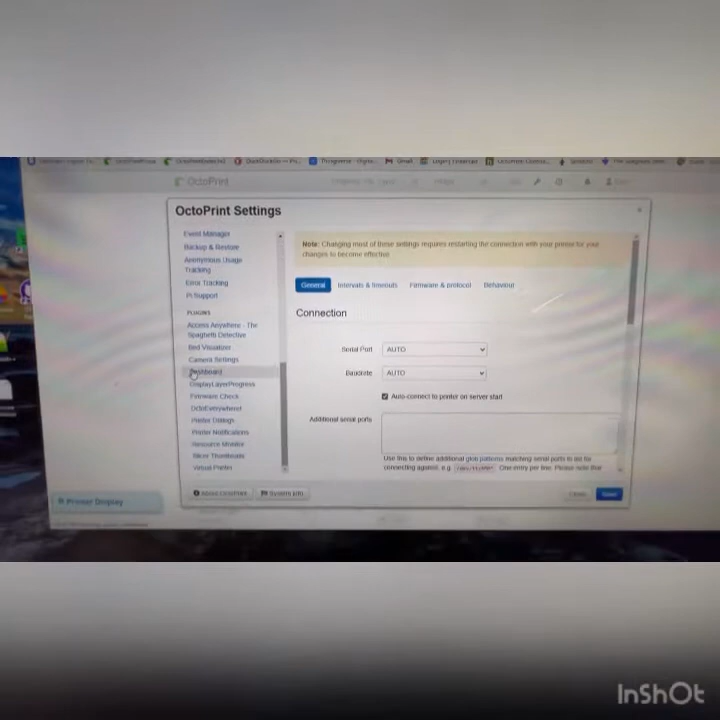 Gmail
OctoPrint
OctoPrint Settings
Event Manager
Backup & Restore
Anonymous Usage
Tracking
Error Tracking
Pi Support
PLUGINS
Access Anywhere - The
Spaghetti Detective
Bed Visualizer
Camera Settings
Dashboard
DisplayLayerProgress
Firmware Check
OctoEverywhere!
Printer Dialogs
Printer Notifications
Resource Monitor
Slicer Thumbnails
Virtual Printer
Note: Changing most of these settings requires restarting the connection with your printer for your
changes to become effective.
General Intervals & timeouts Firmware & protocol Behaviour
Connection
Serial Port AUTO
Baudrate AUTO
Auto-connect to printer on server start
Additional serial ports
Use this to define additional glob patterns matching serial ports to list for
connecting against, e.g. One entry per line. Please note that
About OctoPrint System info
Close Save
Printer Display
InShOt